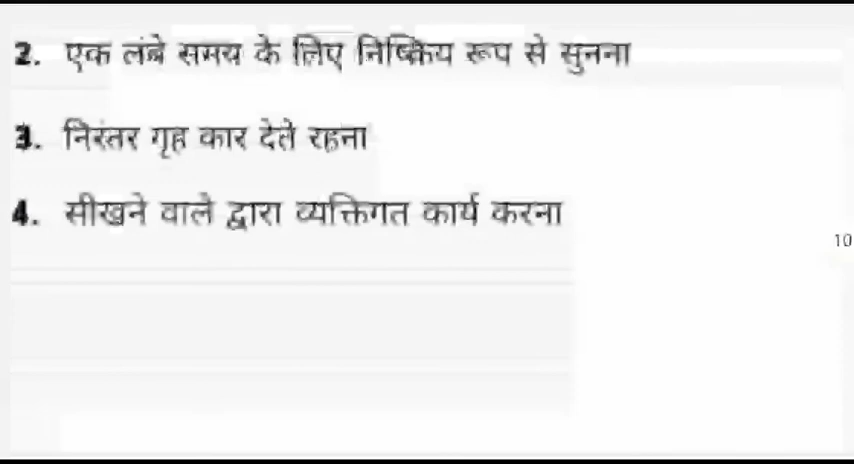 2. एक लंबे समय के लिए निष्क्रिय रूप से सुनना
3. निरंतर गृह कार देते रहना
4. सीखने वाले द्वारा व्यक्तिगत कार्य करना
10